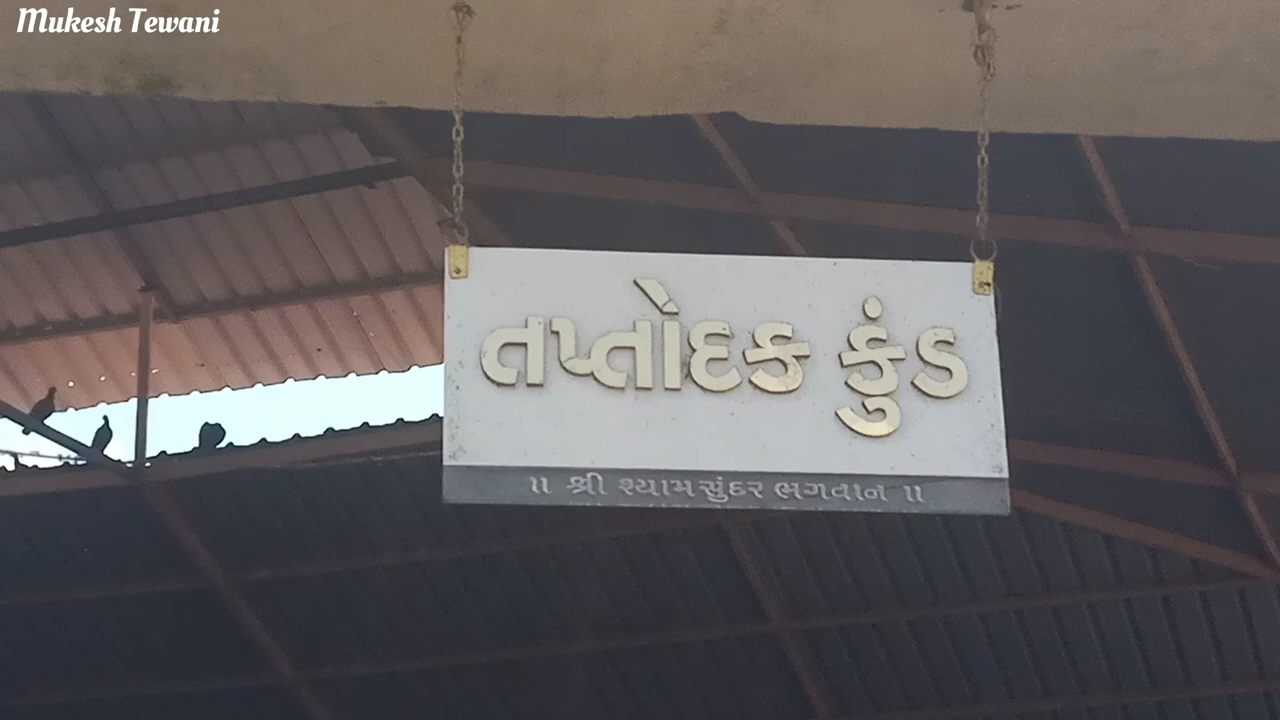 Mukesh Tewani
તપ્તોદક કુંડ
॥ શ્રી શ્યામસુંદર ભગવાન ॥